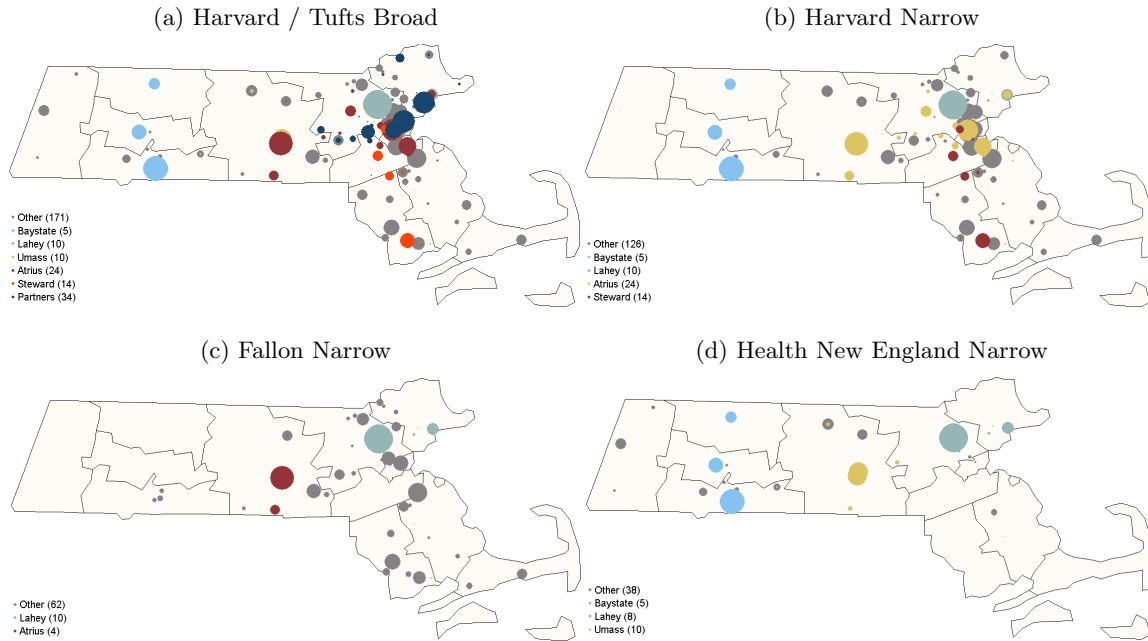 (a) Harvard / Tufts Broad
Other (171)
Baystate (5)
Lahey (10)
Umass (10)
Atrius (24)
Steward (14)
Partners (34)
(b) Harvard Narrow
Other (126)
Baystate (5)
Lahey (10)
Atrius (24)
Steward (14)
(c) Fallon Narrow
Other (62)
Lahey (10)
Atrius (4)
(d) Health New England Narrow
Other (38)
Baystate (5)
Lahey (8)
Umass (10)